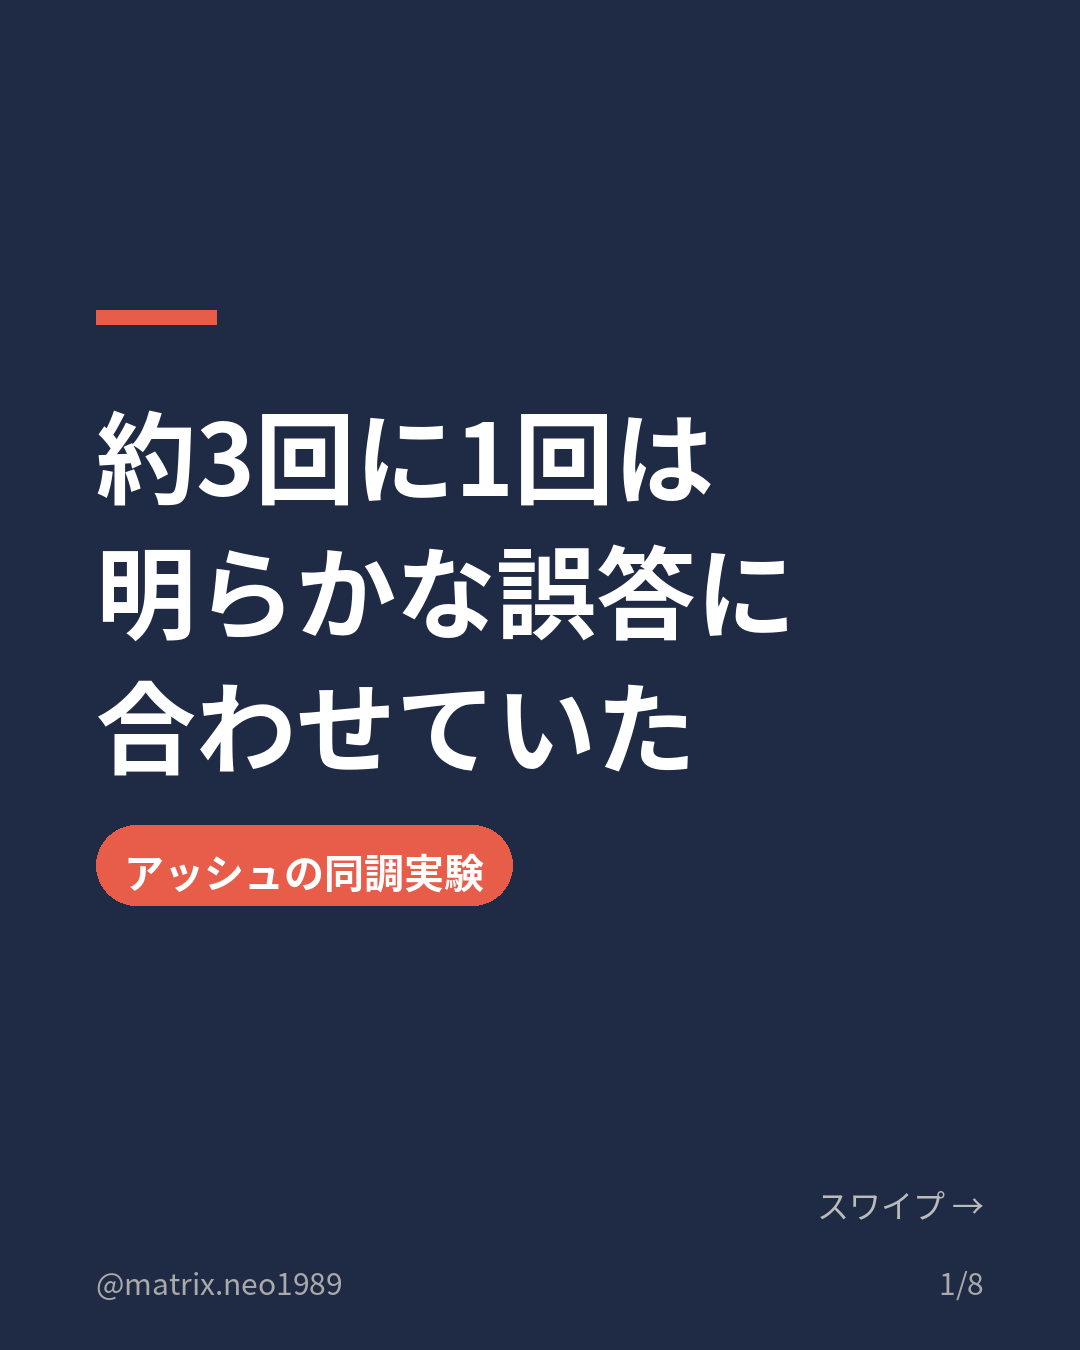 約3回に1回は
明らかな誤答に
合わせていた
アッシュの同調実験
スワイプ →
@matrix.neo1989
1/8